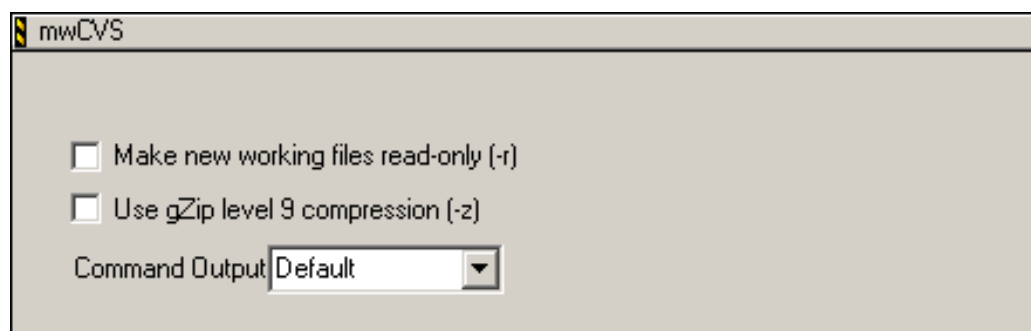 mwCVS
Make new working files read-only (-r)
Use gZip level 9 compression (-z)
Command Output Default